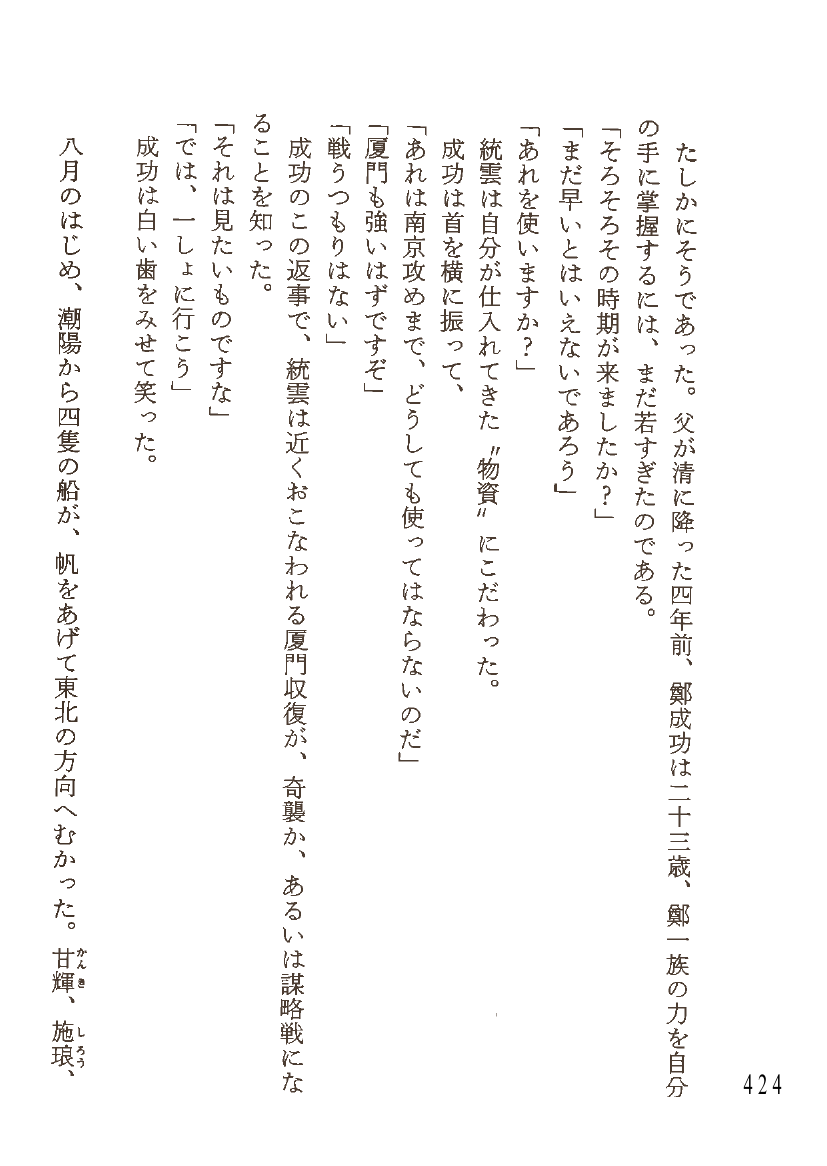 たしかにそうであった。父が清に降った四年前、鄭成功は二十三歳、鄭一族の力を自分
の手に掌握するには、まだ若すぎたのである。
「そろそろその時期が来ましたか?」
「まだ早いとはいえないであろう」
「あれを使いますか?」
統雲は自分が仕入れてきた〝物資〟にこだわった。
成功は首を横に振って、
「あれは南京攻めまで、どうしても使ってはならないのだ」
「厦門も強いはずですぞ」
「戦うつもりはない」
成功のこの返事で、統雲は近くおこなわれる厦門収復が、奇襲か、あるいは謀略戦にな
ることを知った。
「それは見たいものですな」
「では、一しょに行こう」
成功は白い歯をみせて笑った。
八月のはじめ、潮陽から四隻の船が、帆をあげて東北の方向へむかった。甘輝、施琅、
かんき しろう
424